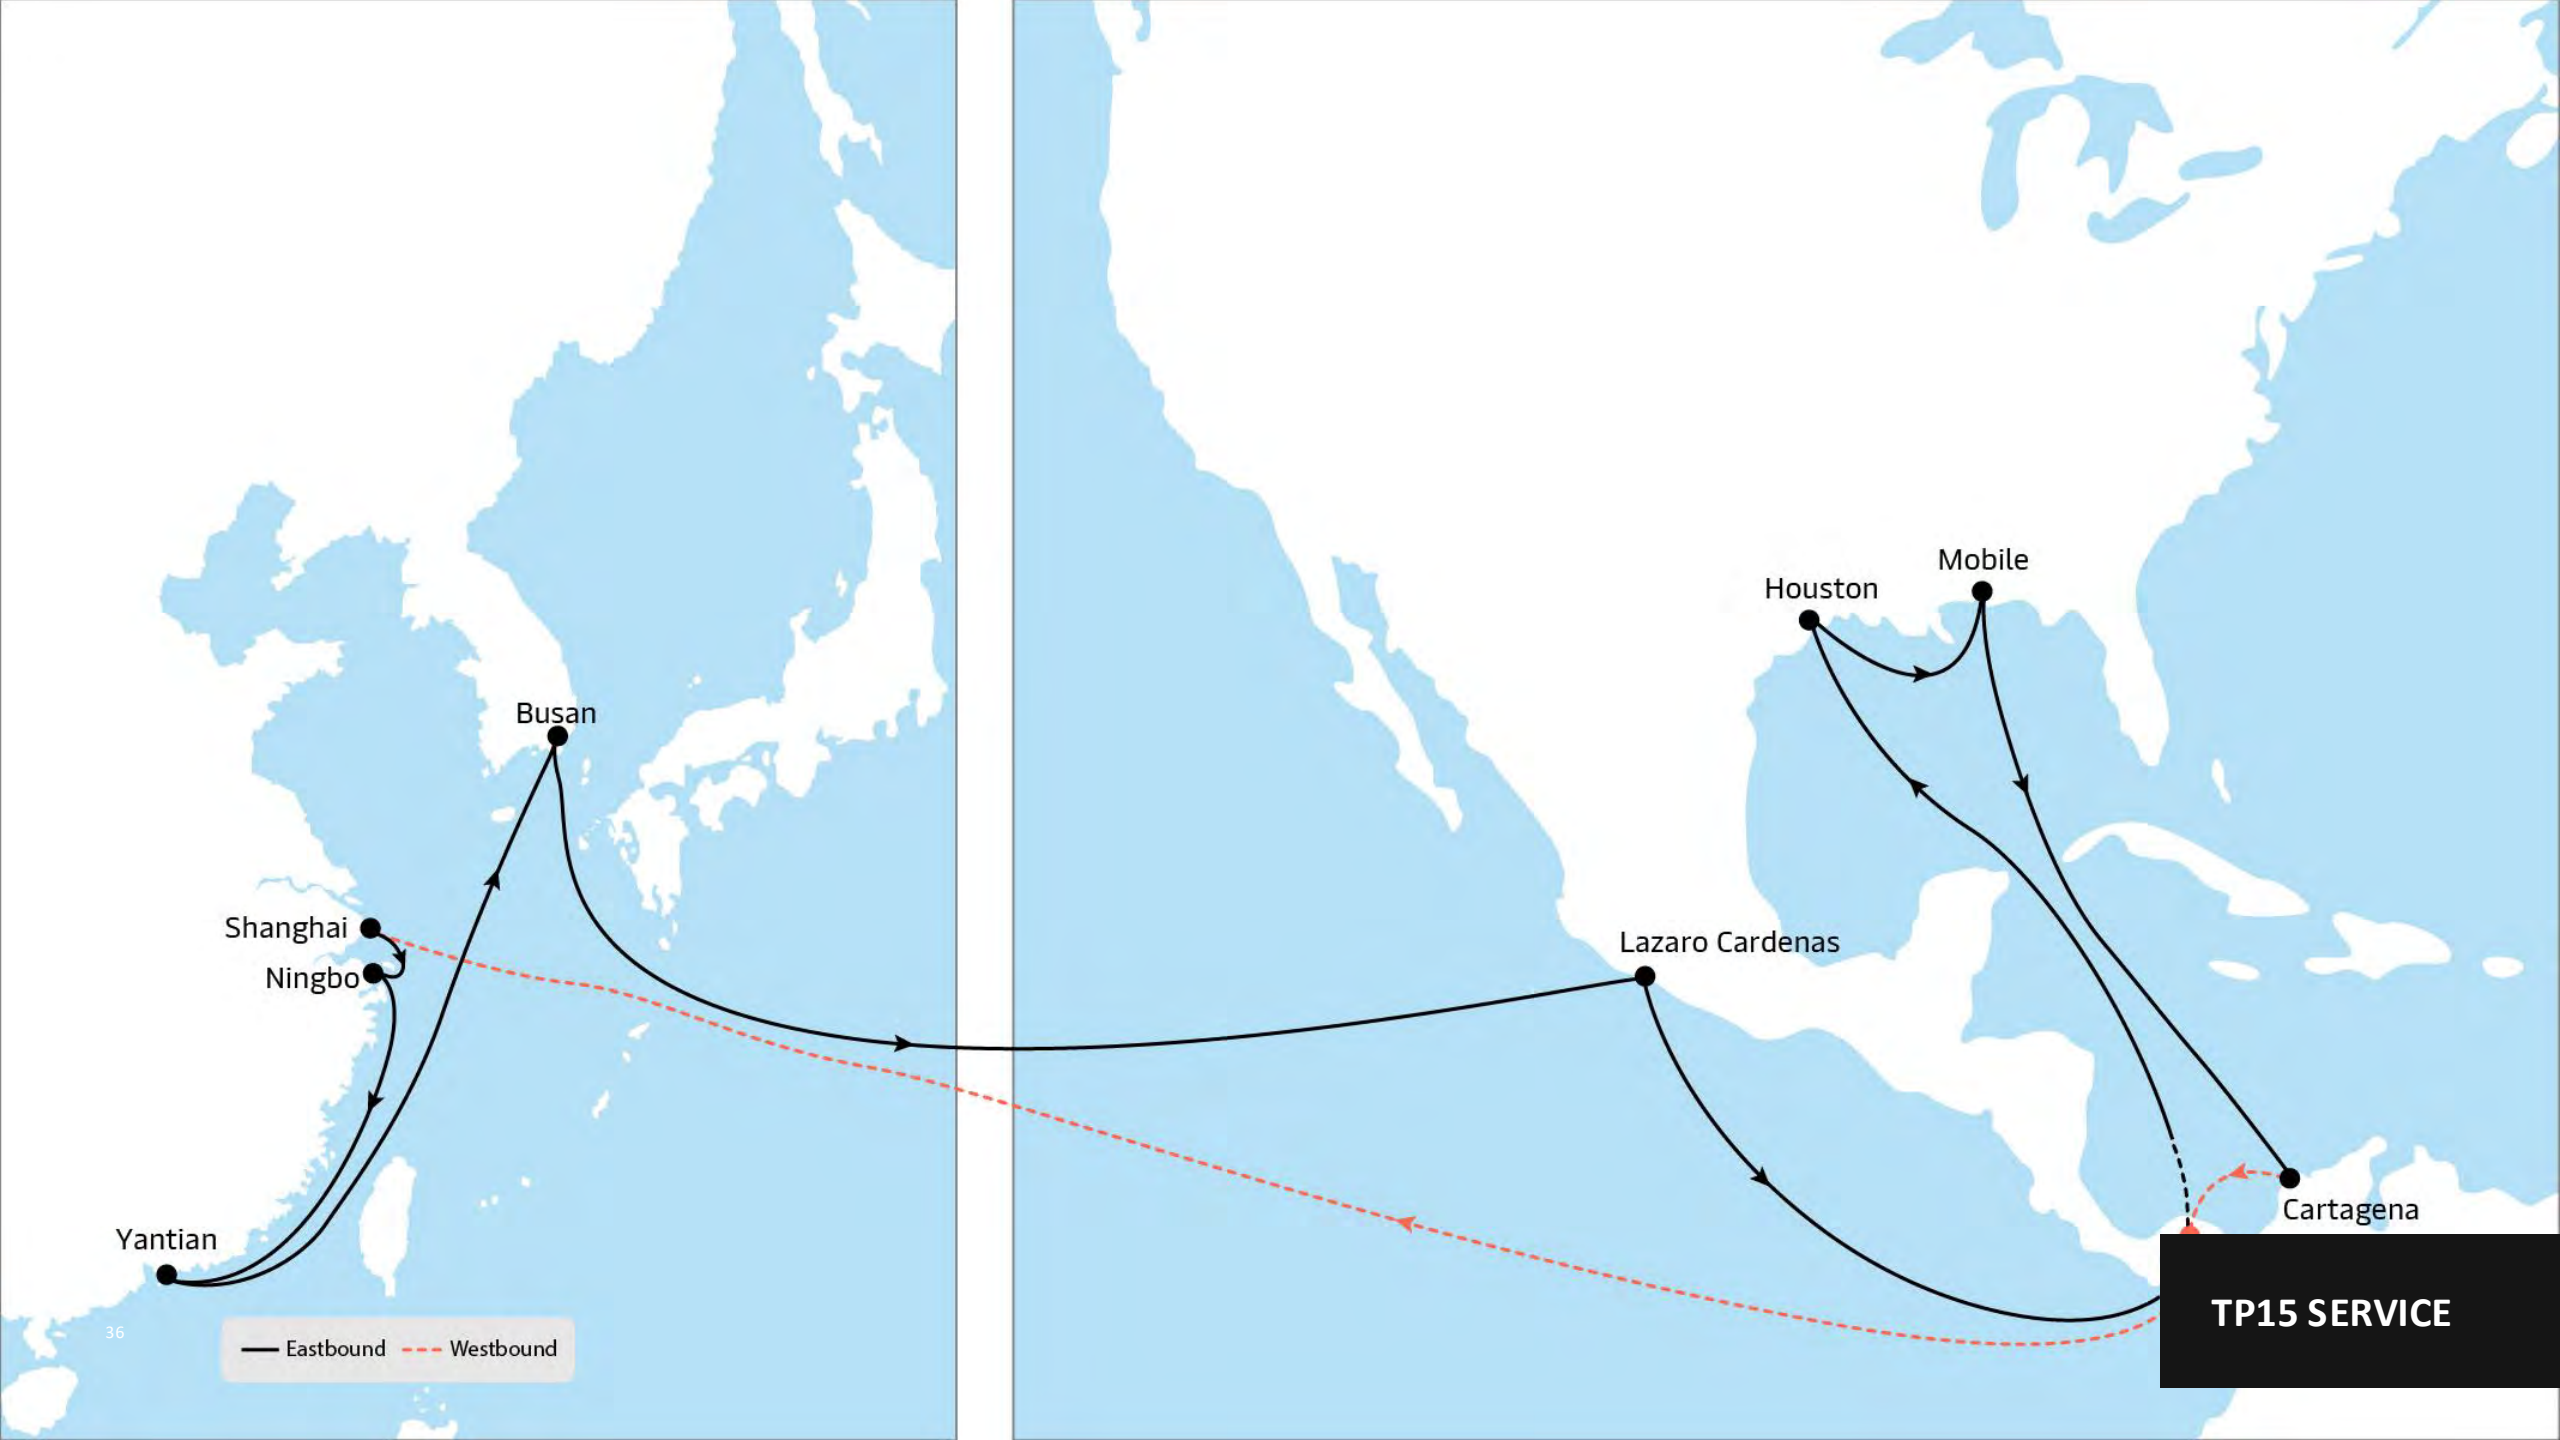 Mobile
Houston
Busan
Shanghai
Lazaro Cardenas
Ningbo
Cartagena
Yantian
TP15 SERVICE
36
Eastbound
Westbound